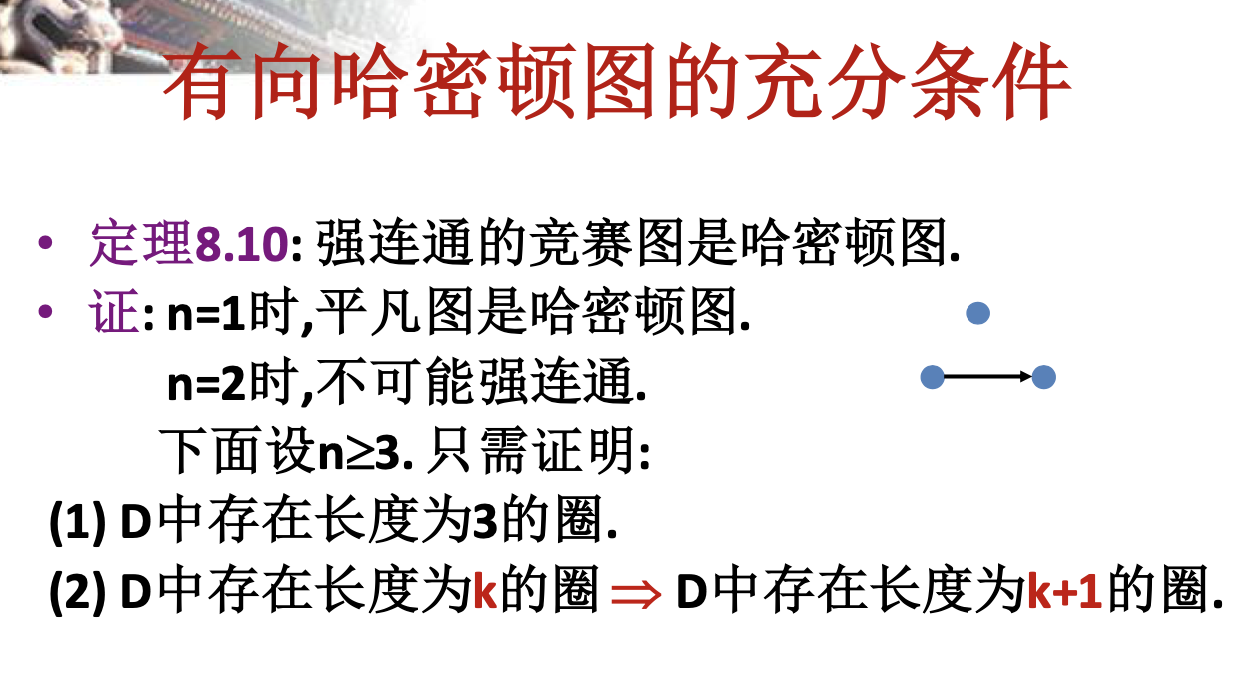 有向哈密顿图的充分条件
• 定理8.10: 强连通的竞赛图是哈密顿图.
• 证: n=1时,平凡图是哈密顿图.
n=2时,不可能强连通.
下面设n≥3. 只需证明:
(1) D中存在长度为3的圈.
(2) D中存在长度为k的圈 ⇒ D中存在长度为k+1的圈.